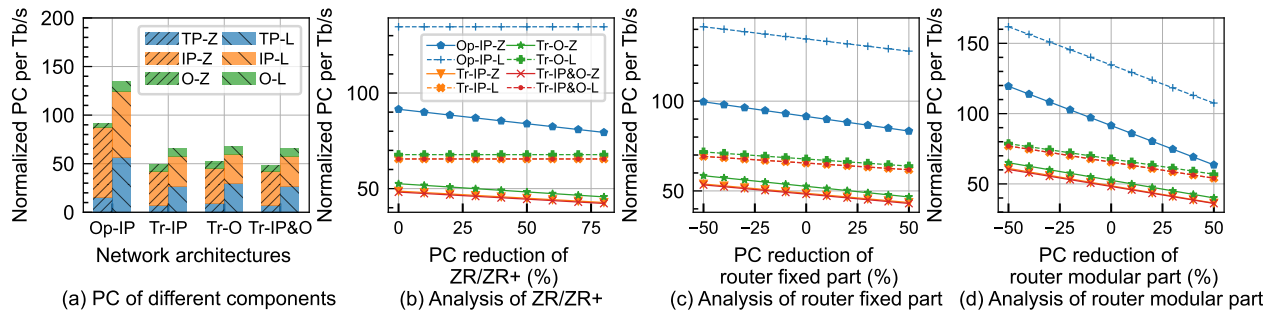 Normalized PC per Tb/s
200
150
100
50
0
TP-Z
TP-L
IP-Z
IP-L
O-Z
O-L
Op-IP
Tr-IP
Tr-O
Tr-IP&O
Network architectures
(a) PC of different components
Normalized PC per Tb/s
100
50
Op-IP-Z
Op-IP-L
Tr-IP-Z
Tr-IP-L
Tr-O-Z
Tr-O-L
Tr-IP&O-Z
Tr-IP&O-L
0
25
50
75
PC reduction of
ZR/ZR+ (%)
(b) Analysis of ZR/ZR+
Normalized PC per Tb/s
100
50
−50
−25
0
25
50
PC reduction of
router fixed part (%)
(c) Analysis of router fixed part
Normalized PC per Tb/s
150
100
50
−50
−25
0
25
50
PC reduction of
router modular part (%)
(d) Analysis of router modular part